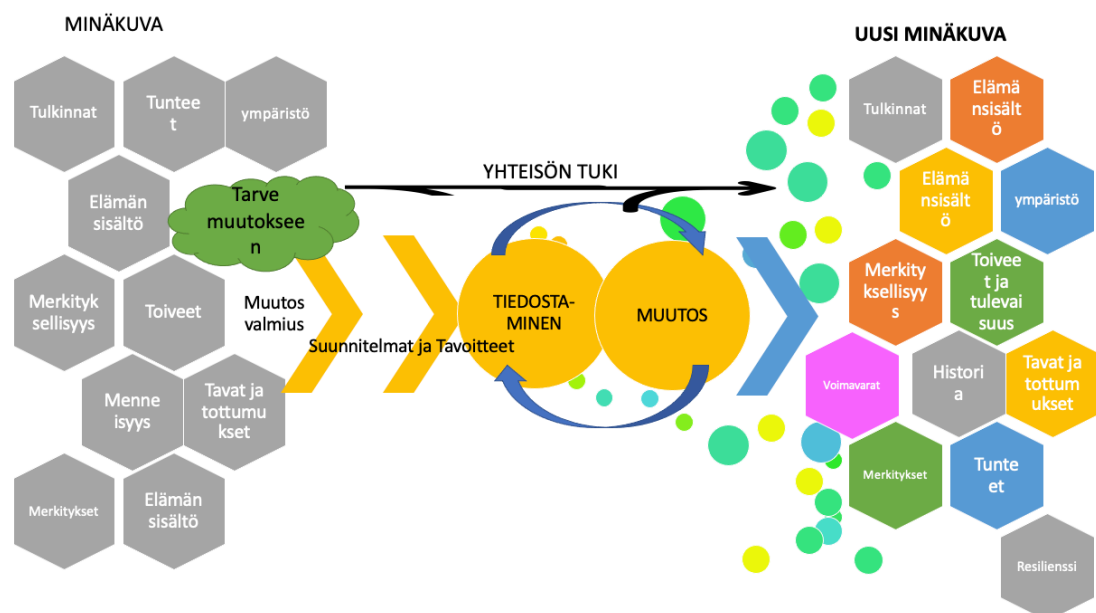 MINÄKUVA
Tulkinnat
Tuntee
t
ympäristö
Elämän
sisältö
Tarve
muutoksee
n
Merkityk
sellisyys
Toiveet
Muutos
valmius
Menne
isyys
Tavat ja
tottumu
kset
Merkitykset
Elämän
sisältö
YHTEISÖN TUKI
Suunnitelmat ja Tavoitteet
TIEDOSTA-
MINEN
MUUTOS
UUSI MINÄKUVA
Tulkinnat
Elämä
nsisält
ö
Elämä
nsisält
ö
ympäristö
Merkity
ksellisyy
s
Toivee
t ja
tulevai
suus
Voimavarat
Histori
a
Tavat ja
tottum
ukset
Merkitykset
Tunte
et
Resilienssi